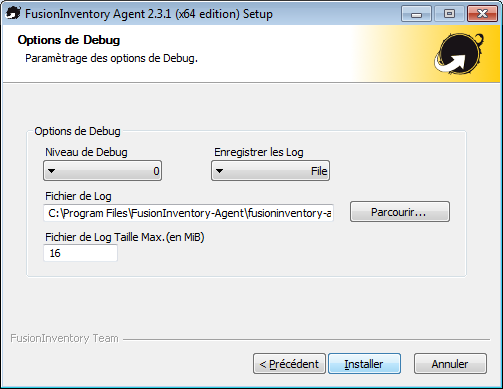 FusionInventory Agent 2.3.1 (x64 edition) Setup
Options de Debug
Paramètrage des options de Debug.
Options de Debug
Niveau de Debug
Enregistrer les Log
0
File
Fichier de Log
C:\Program Files\FusionInventory-Agent\fusioninventory-a
Parcourir...
Fichier de Log Taille Max.(en MiB)
16
FusionInventory Team
< Précédent
Installer
Annuler